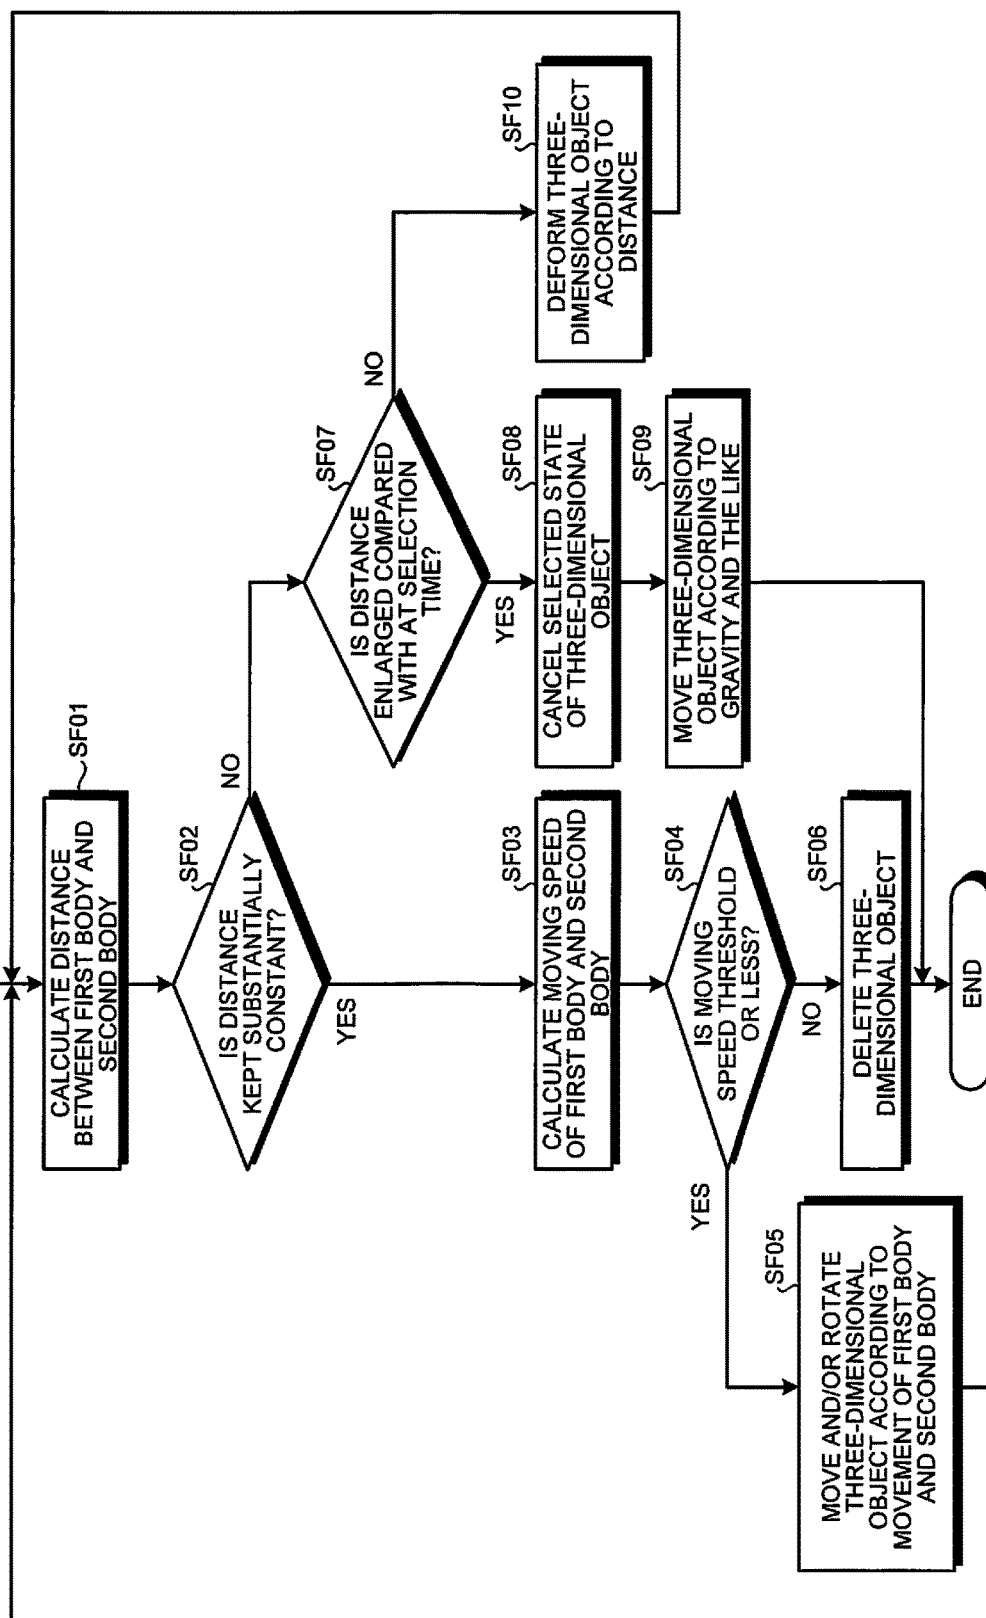 SF01
CALCULATE DISTANCE
BETWEEN FIRST BODY AND
SECOND BODY
SF02
IS DISTANCE
KEPT SUBSTANTIALLY
CONSTANT?
NO
YES
SF03
CALCULATE MOVING SPEED
OF FIRST BODY AND SECOND
BODY
SF04
IS MOVING
SPEED THRESHOLD
OR LESS?
YES
NO
SF05
MOVE AND/OR ROTATE
THREE-DIMENSIONAL
OBJECT ACCORDING TO
MOVEMENT OF FIRST BODY
AND SECOND BODY
SF06
DELETE THREE-
DIMENSIONAL OBJECT
SF07
IS DISTANCE
ENLARGED COMPARED
WITH AT SELECTION
TIME?
NO
YES
SF08
CANCEL SELECTED STATE
OF THREE-DIMENSIONAL
OBJECT
SF09
MOVE THREE-DIMENSIONAL
OBJECT ACCORDING TO
GRAVITY AND THE LIKE
SF10
DEFORM THREE-
DIMENSIONAL OBJECT
ACCORDING TO
DISTANCE
END